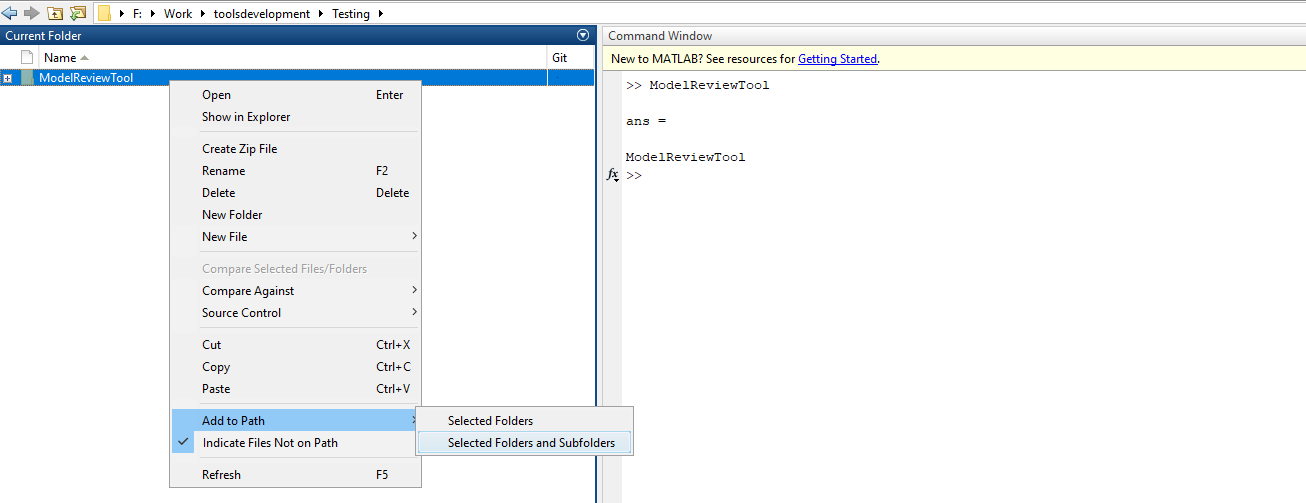 F: Work toolsdevelopment Testing
Current Folder
Name Git
ModelReviewTool
Open Enter
Show in Explorer
Create Zip File
Rename F2
Delete Delete
New Folder
New File
Compare Selected Files/Folders
Compare Against
Source Control
Cut Ctrl+X
Copy Ctrl+C
Paste Ctrl+V
Add to Path
Indicate Files Not on Path
Refresh F5
Selected Folders
Selected Folders and Subfolders
Command Window
New to MATLAB? See resources for Getting Started.
>> ModelReviewTool
ans =
ModelReviewTool
fx >>